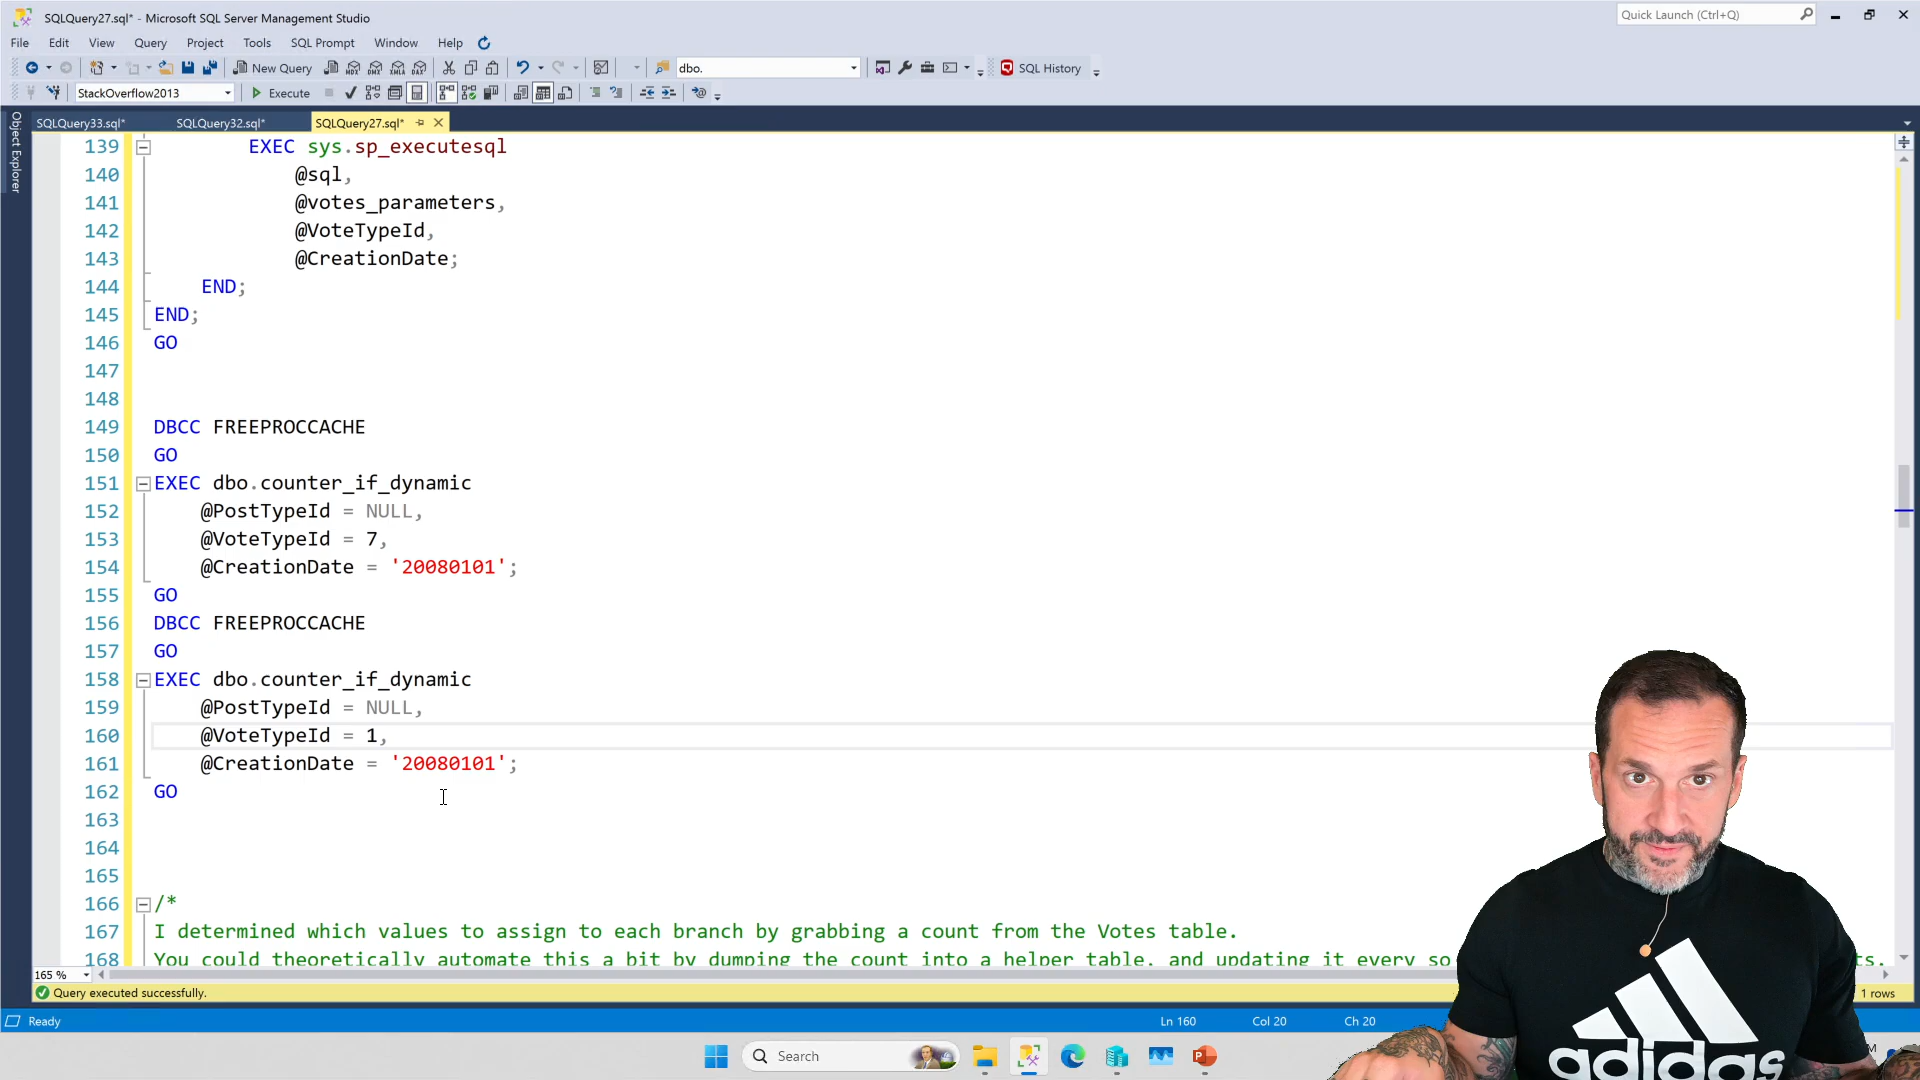 SQLQuery27.sql* - Microsoft SQL Server Management Studio
Quick Launch (Ctrl+Q)
File Edit View Query Project Tools SQL Prompt Window Help
New Query MDX DMX XMLA DAX dbo. SQL History
StackOverflow2013 Execute
Object Explorer
SQLQuery33.sql* SQLQuery32.sql* SQLQuery27.sql*
139 EXEC sys.sp_executesql
140 @sql,
141 @votes_parameters,
142 @VoteTypeId,
143 @CreationDate;
144 END;
145 END;
146 GO
147
148
149 DBCC FREEPROCCACHE
150 GO
151 EXEC dbo.counter_if_dynamic
152 @PostTypeId = NULL,
153 @VoteTypeId = 7,
154 @CreationDate = '20080101';
155 GO
156 DBCC FREEPROCCACHE
157 GO
158 EXEC dbo.counter_if_dynamic
159 @PostTypeId = NULL,
160 @VoteTypeId = 1,
161 @CreationDate = '20080101';
162 GO
163
164
165
166 /*
167 I determined which values to assign to each branch by grabbing a count from the Votes table.
168 You could theoretically automate this a bit by dumping the count into a helper table, and updating it every so
165 %
Query executed successfully. 1 rows
Ready Ln 160 Col 20 Ch 20
Search
adidas